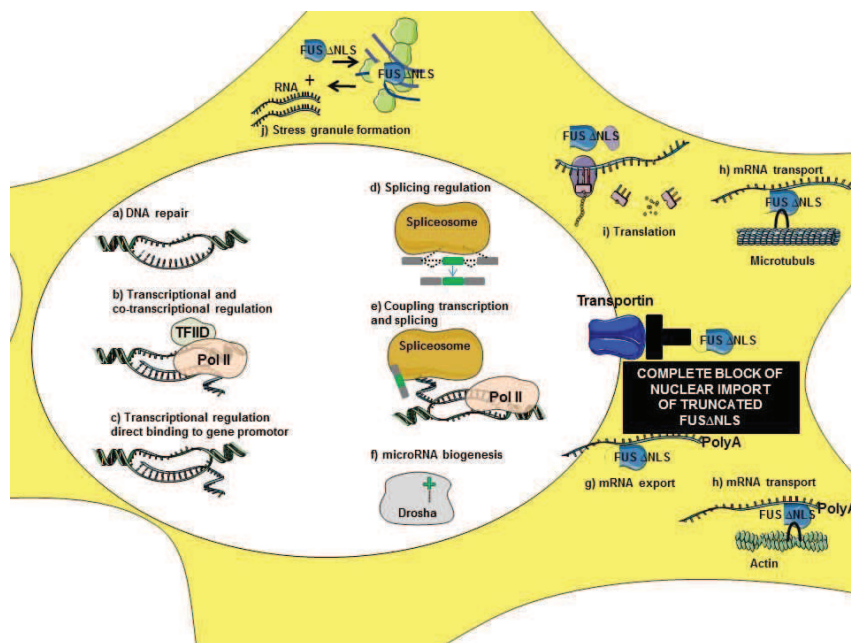 FUS ΔNLS
FUS ΔNLS
RNA
+
j) Stress granule formation
FUS ΔNLS
h) mRNA transport
FUS ΔNLS
i) Translation
Microtubuls
a) DNA repair
d) Splicing regulation
Spliceosome
b) Transcriptional and
co-transcriptional regulation
TFIID
Pol II
e) Coupling transcription
and splicing
Spliceosome
Pol II
Transportin
FUS ΔNLS
COMPLETE BLOCK OF
NUCLEAR IMPORT
OF TRUNCATED
FUSΔNLS
c) Transcriptional regulation
direct binding to gene promotor
f) microRNA biogenesis
Drosha
PolyA
FUS ΔNLS
g) mRNA export
h) mRNA transport
FUS ΔNLS
PolyA
Actin